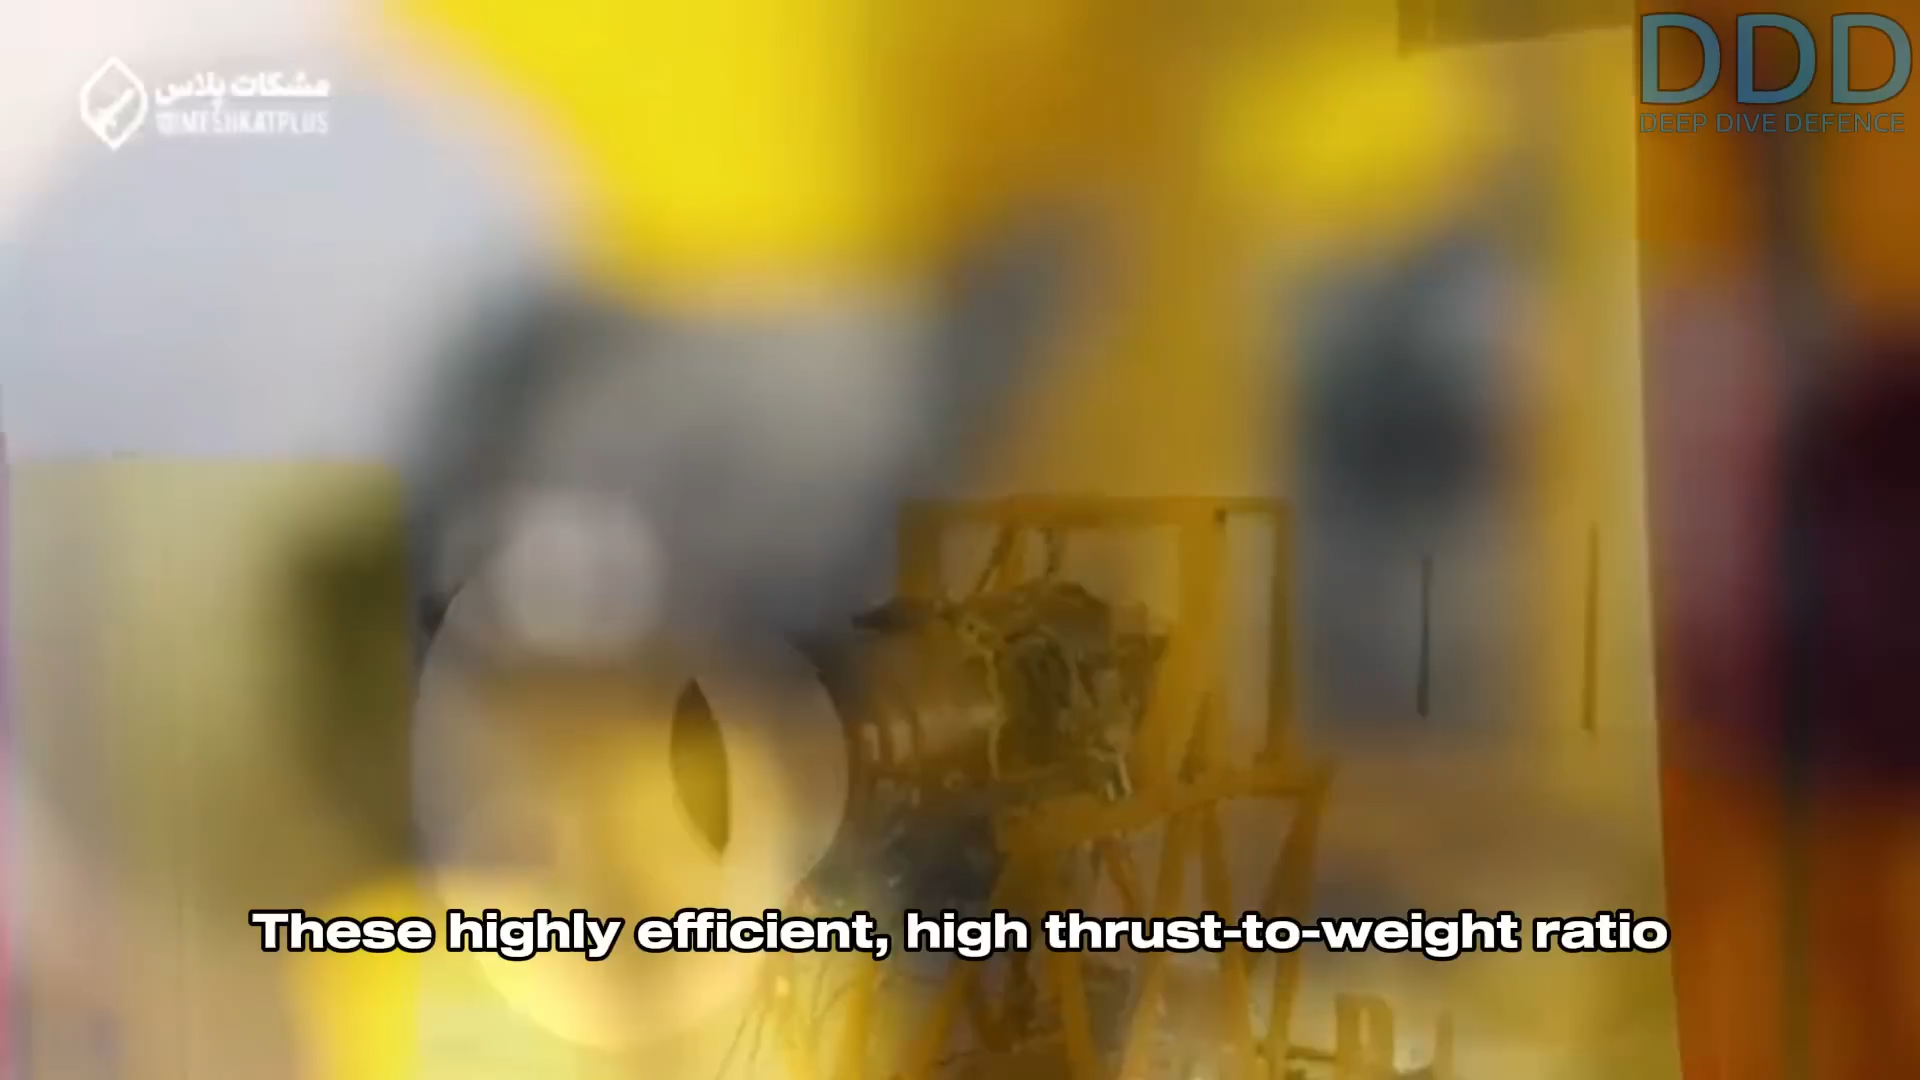 مشکات پلاس
@MESHKATPLUS
DDD
DEEP DIVE DEFENCE
These highly efficient, high thrust-to-weight ratio